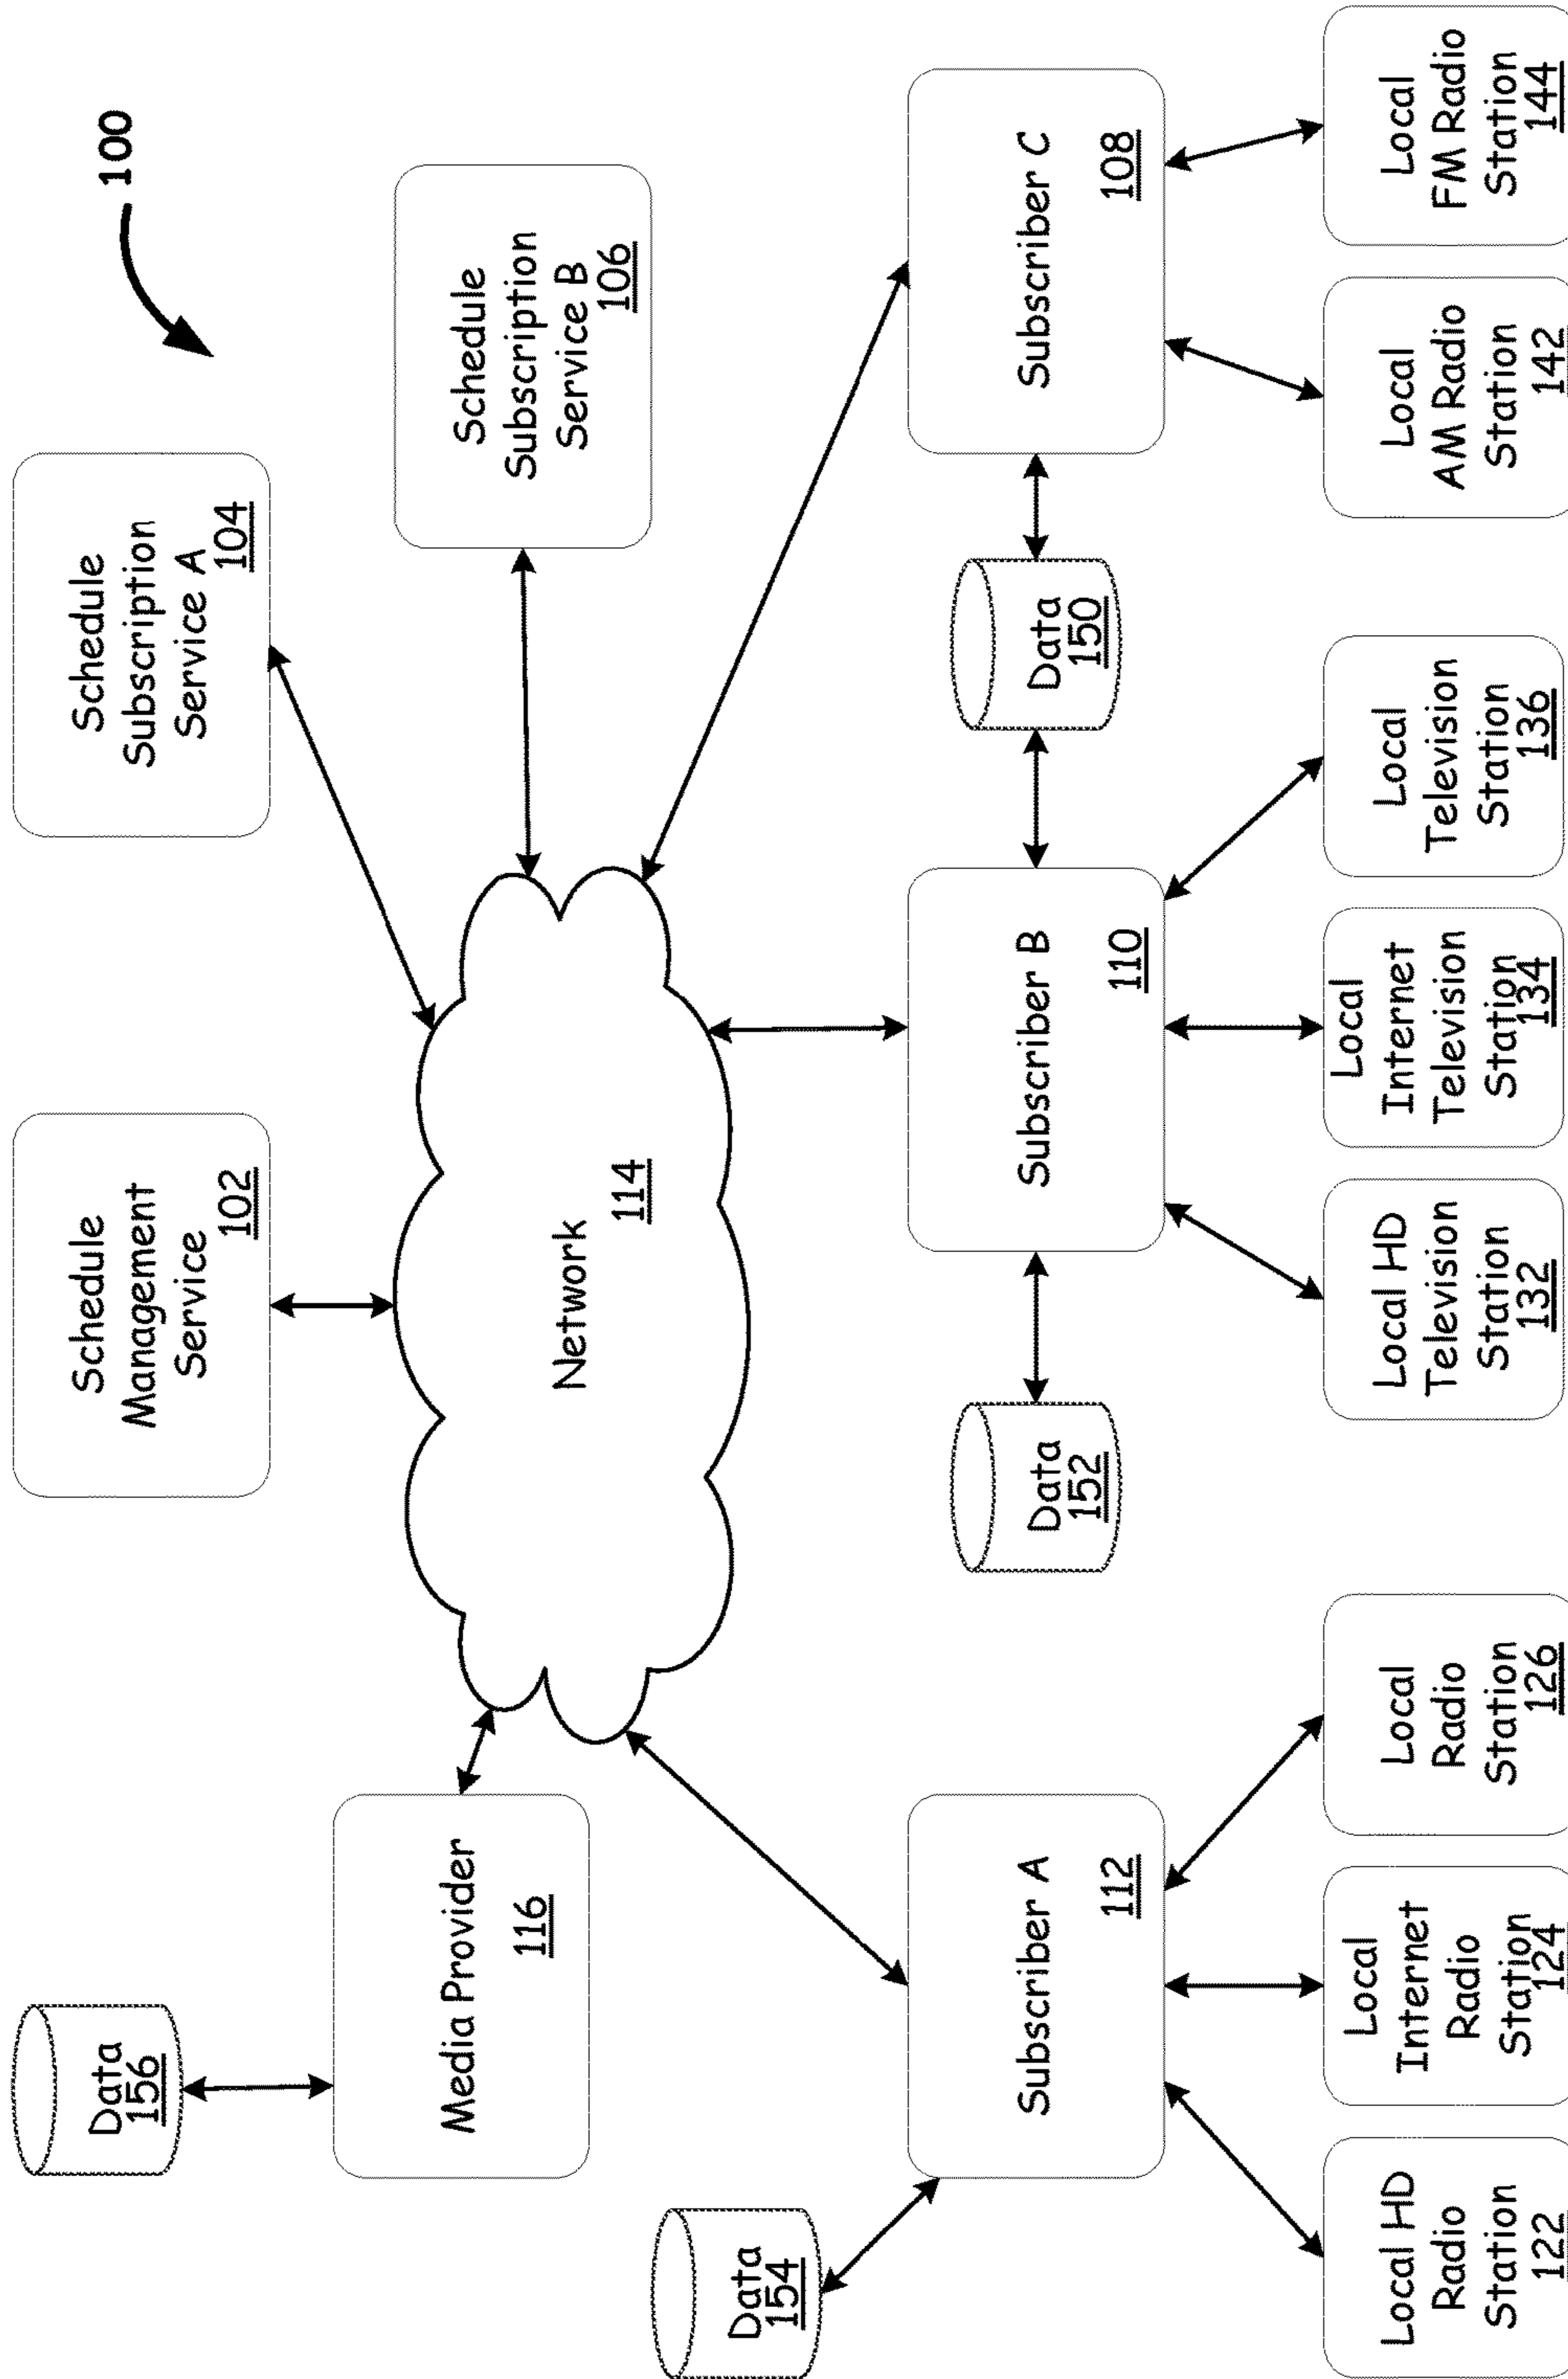 100
Data
156
Schedule
Management
Service
102
Schedule
Subscription
Service A
104
Media Provider
116
Network
114
Schedule
Subscription
Service B
106
Data
154
Subscriber A
112
Data
152
Subscriber B
110
Data
150
Subscriber C
108
Local HD
Radio
Station
122
Local
Internet
Radio
Station
124
Local
Radio
Station
126
Local HD
Television
Station
132
Local
Internet
Television
Station
134
Local
Television
Station
136
Local
AM Radio
Station
142
Local
FM Radio
Station
144